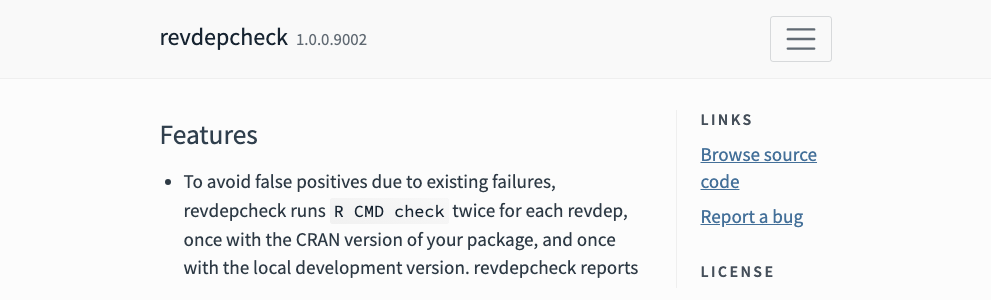 revdepcheck 1.0.0.9002
Features
To avoid false positives due to existing failures,
revdepcheck runs R CMD check twice for each revdep,
once with the CRAN version of your package, and once
with the local development version. revdepcheck reports
LINKS
Browse source
code
Report a bug
LICENSE